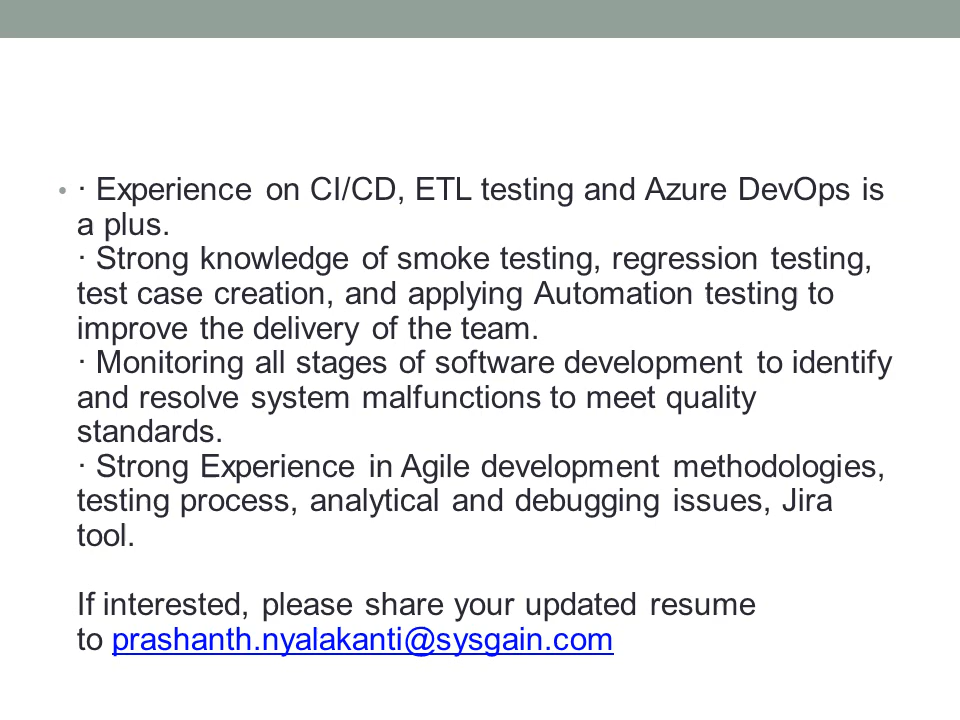 • · Experience on CI/CD, ETL testing and Azure DevOps is
a plus.
· Strong knowledge of smoke testing, regression testing,
test case creation, and applying Automation testing to
improve the delivery of the team.
· Monitoring all stages of software development to identify
and resolve system malfunctions to meet quality
standards.
· Strong Experience in Agile development methodologies,
testing process, analytical and debugging issues, Jira
tool.
If interested, please share your updated resume
to prashanth.nyalakanti@sysgain.com